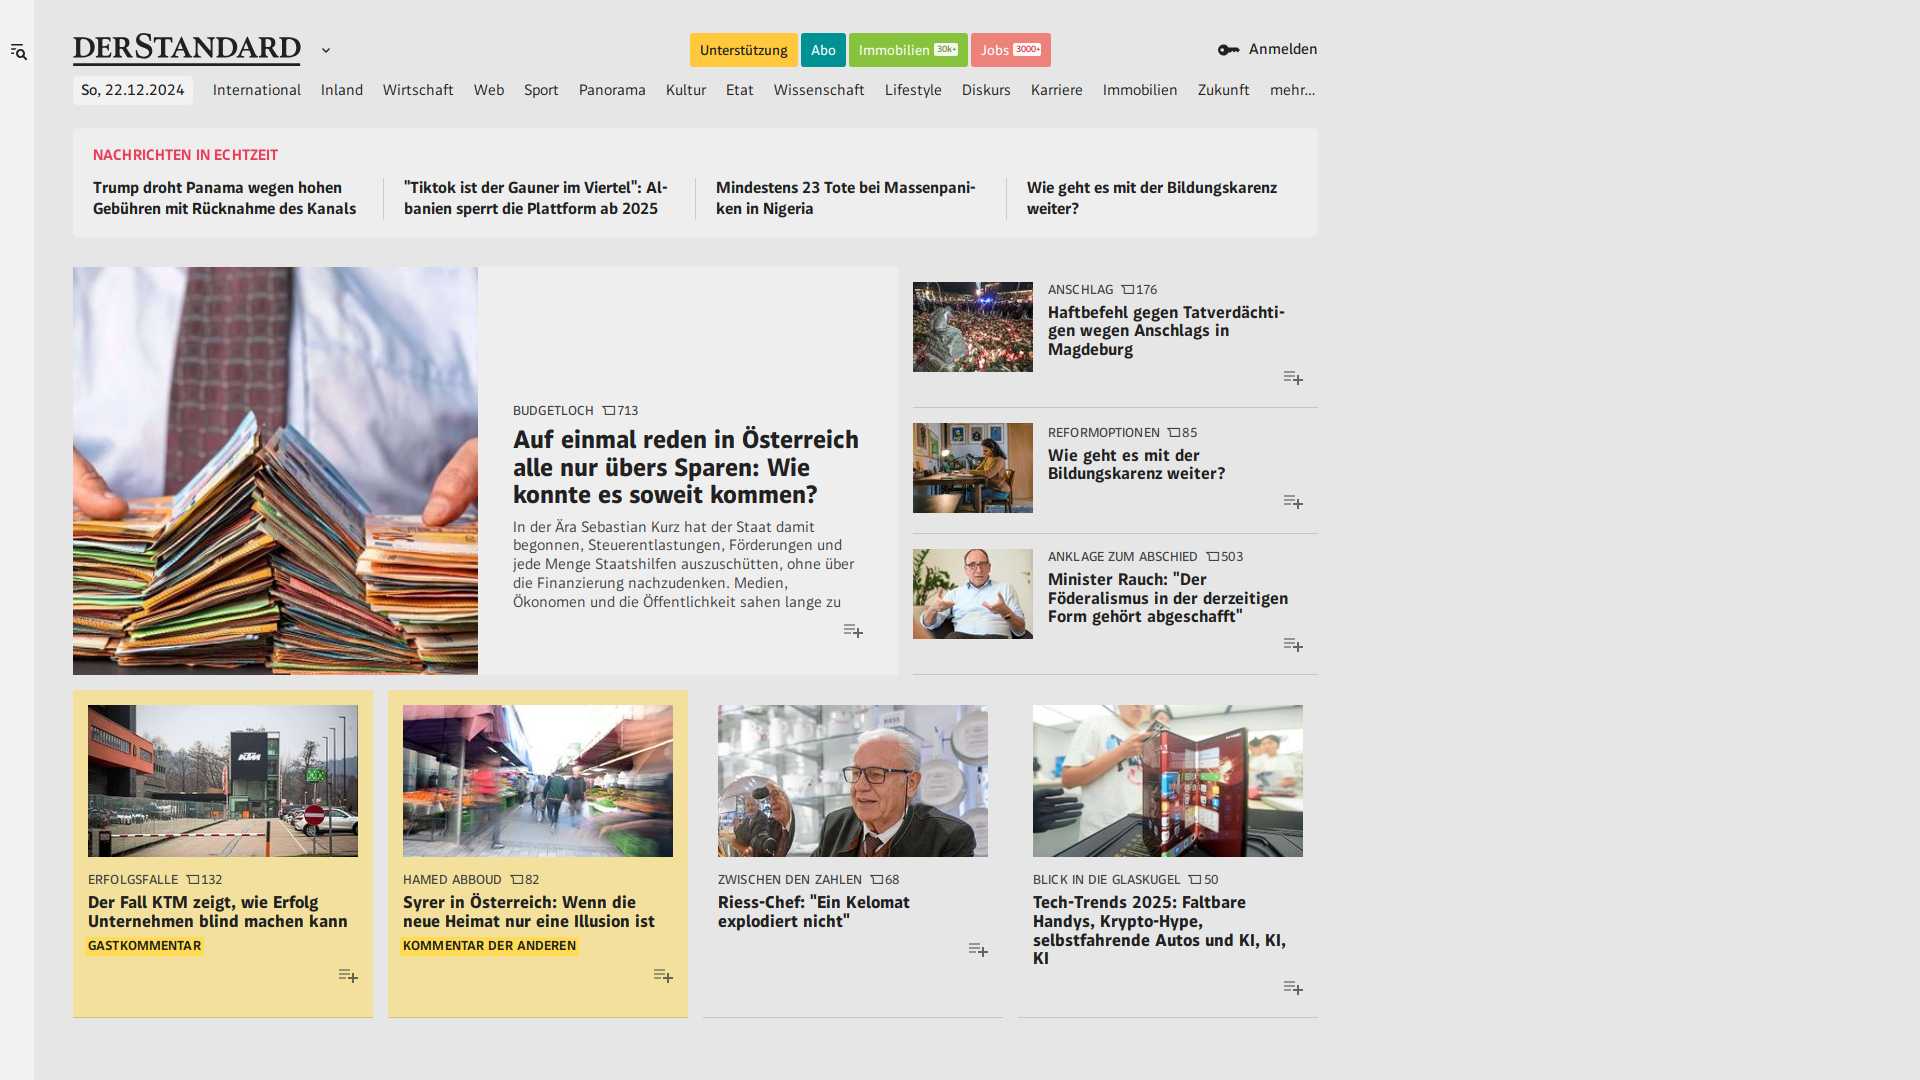 DERSTANDARD
Unterstützung
Abo
Immobilien 30k+
Jobs 3000+
Anmelden
So, 22.12.2024
International
Inland
Wirtschaft
Web
Sport
Panorama
Kultur
Etat
Wissenschaft
Lifestyle
Diskurs
Karriere
Immobilien
Zukunft
mehr...
NACHRICHTEN IN ECHTZEIT
Trump droht Panama wegen hohen
Gebühren mit Rücknahme des Kanals
"Tiktok ist der Gauner im Viertel": Al-
banien sperrt die Plattform ab 2025
Mindestens 23 Tote bei Massenpani-
ken in Nigeria
Wie geht es mit der Bildungskarenz
weiter?
BUDGETLOCH 713
Auf einmal reden in Österreich
alle nur übers Sparen: Wie
konnte es soweit kommen?
In der Ära Sebastian Kurz hat der Staat damit
begonnen, Steuerentlastungen, Förderungen und
jede Menge Staatshilfen auszuschütten, ohne über
die Finanzierung nachzudenken. Medien,
Ökonomen und die Öffentlichkeit sahen lange zu
ANSCHLAG 176
Haftbefehl gegen Tatverdächti-
gen wegen Anschlags in
Magdeburg
REFORMOPTIONEN 85
Wie geht es mit der
Bildungskarenz weiter?
ANKLAGE ZUM ABSCHIED 503
Minister Rauch: "Der
Föderalismus in der derzeitigen
Form gehört abgeschafft"
KTM
ERFOLGSFALLE 132
Der Fall KTM zeigt, wie Erfolg
Unternehmen blind machen kann
GASTKOMMENTAR
HAMED ABBOUD 82
Syrer in Österreich: Wenn die
neue Heimat nur eine Illusion ist
KOMMENTAR DER ANDEREN
ZWISCHEN DEN ZAHLEN 68
Riess-Chef: "Ein Kelomat
explodiert nicht"
BLICK IN DIE GLASKUGEL 50
Tech-Trends 2025: Faltbare
Handys, Krypto-Hype,
selbstfahrende Autos und KI, KI,
KI